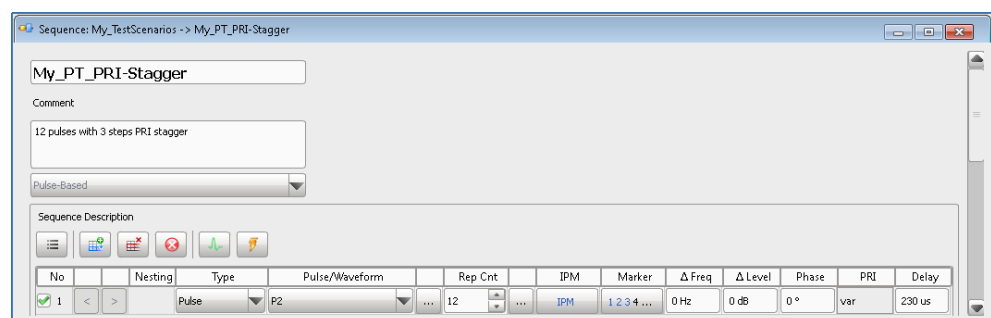 Sequence: My_TestScenarios -> My_PT_PRI-Stagger
My_PT_PRI-Stagger
Comment
12 pulses with 3 steps PRI stagger
Pulse-Based
Sequence Description
No Nesting Type Pulse/Waveform Rep Cnt IPM Marker Δ Freq Δ Level Phase PRI Delay
1 < > Pulse P2 ... 12 ... IPM 1 2 3 4 ... 0 Hz 0 dB 0 ° var 230 us